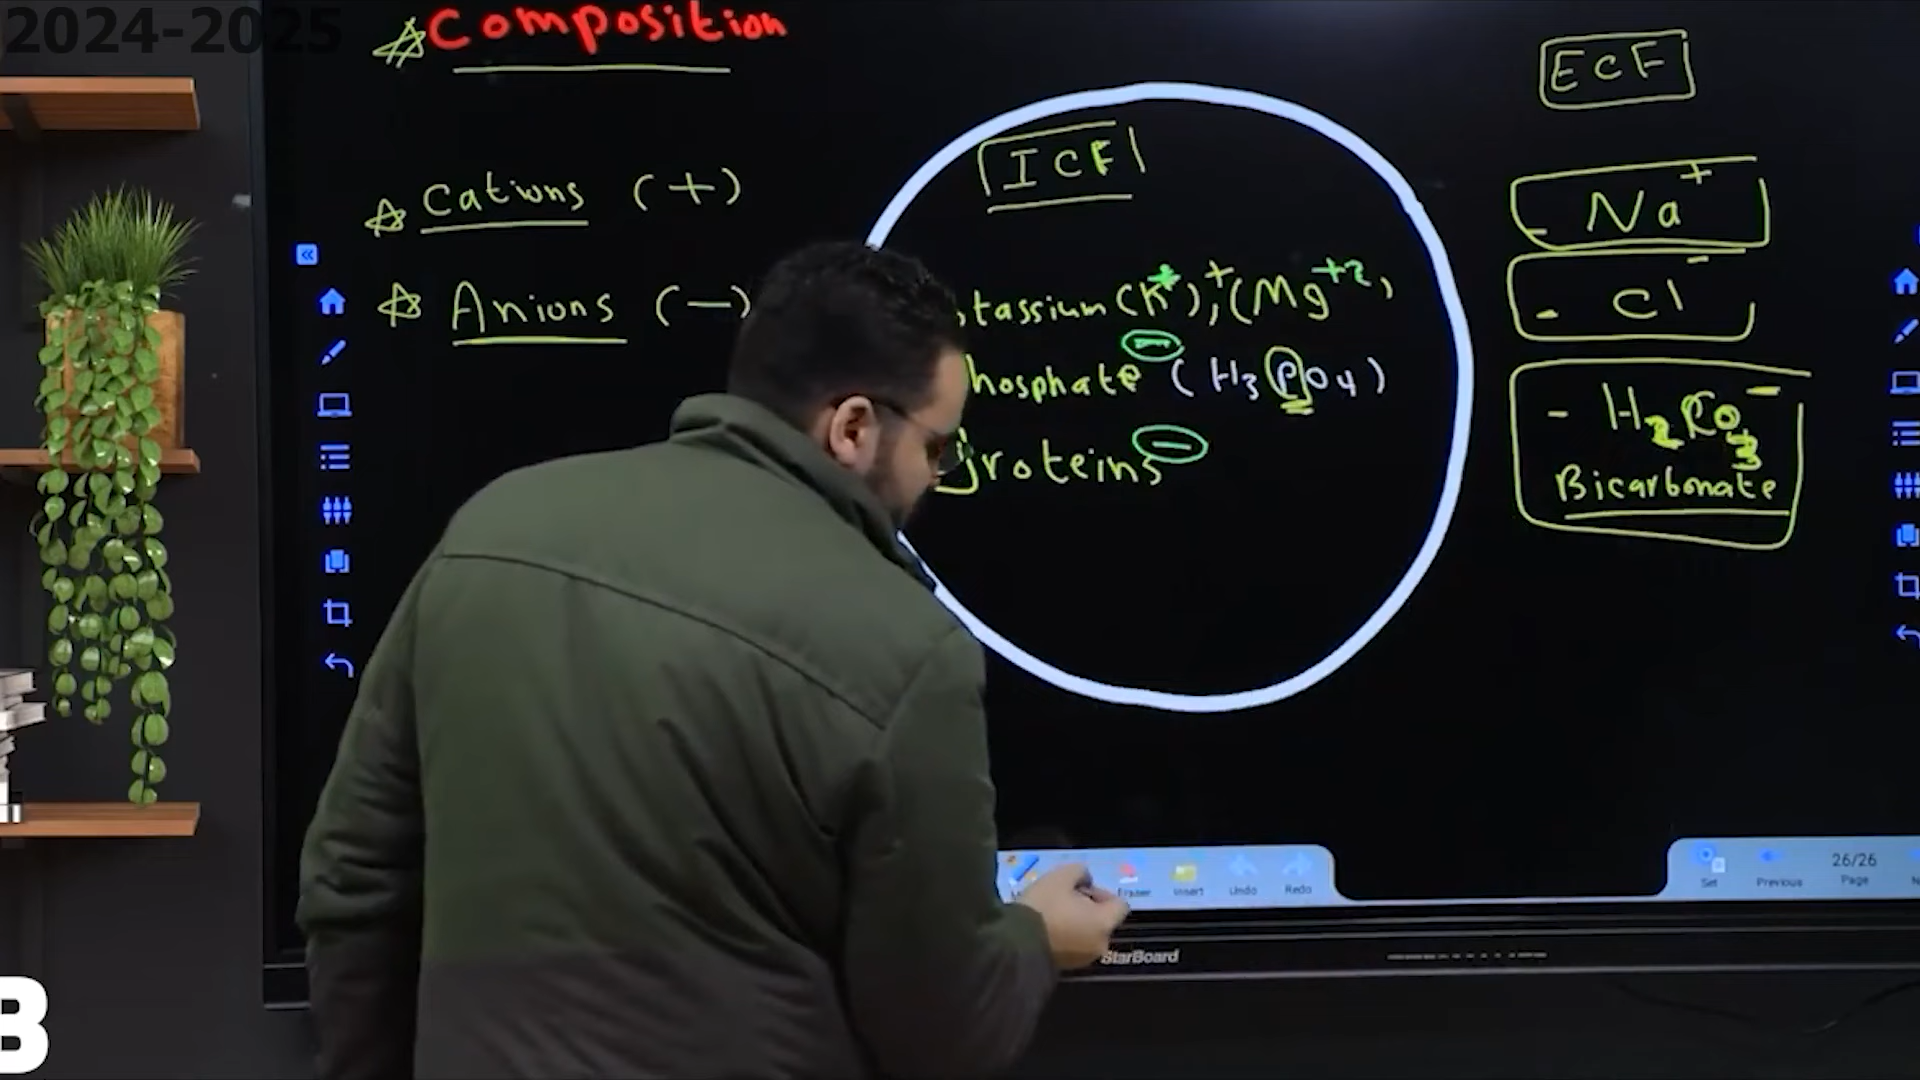 2024-2025
Composition
Cations (+)
Anions (−)
ICF
tassium (K+), + (Mg+2)
hosphate − (H3PO4)
proteins −
ECF
- Na+
- Cl−
- H2CO3−
Bicarbonate
Eraser
Insert
Undo
Redo
Set
Previous
26/26
Page
StarBoard
B